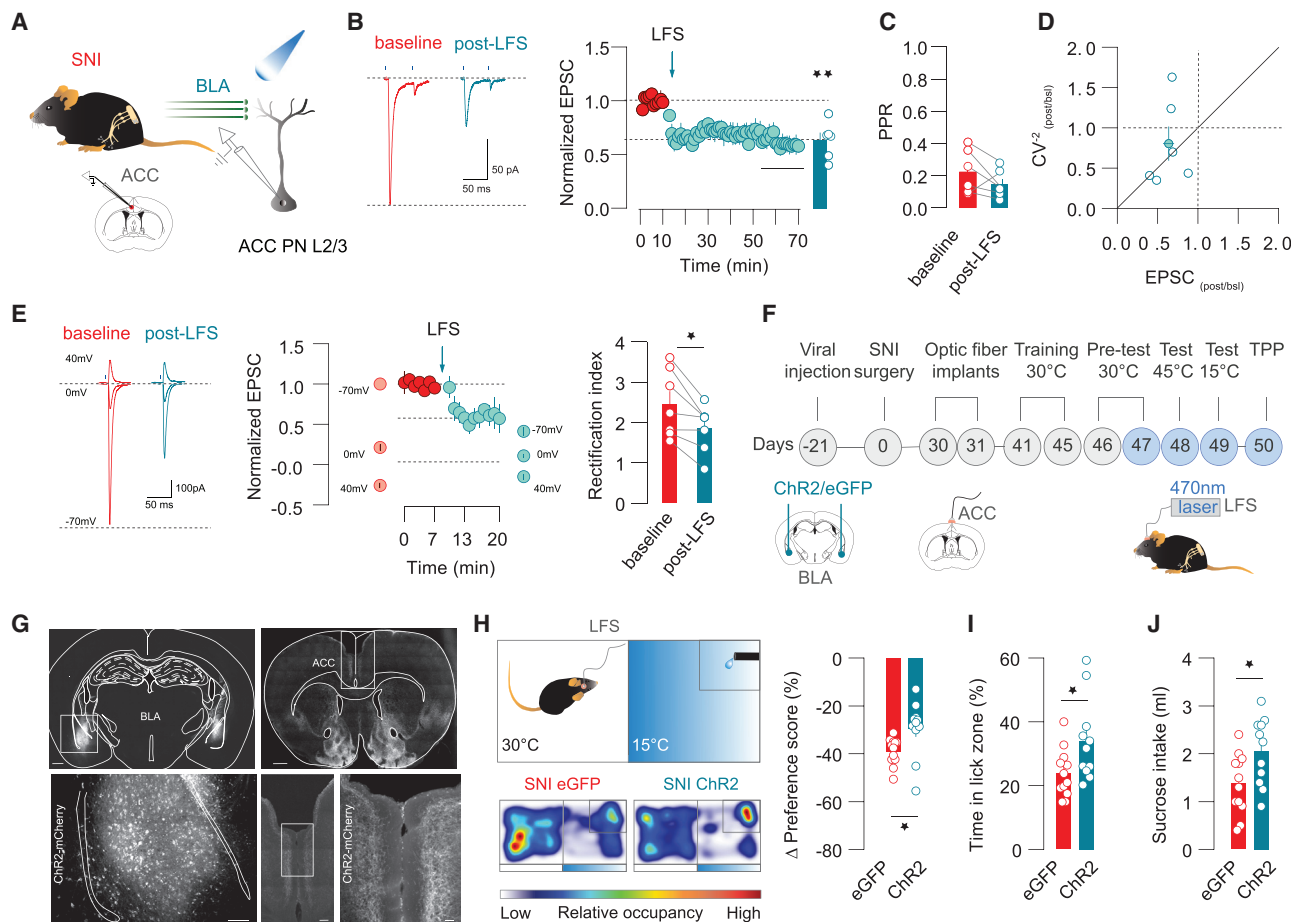 A
SNI
BLA
ACC
ACC PN L2/3
B
baseline
post-LFS
50 pA
50 ms
Normalized EPSC
1.5
1.0
0.5
0.0
LFS
0 10 30 50 70
Time (min)
C
PPR
1.0
0.8
0.6
0.4
0.2
0.0
baseline
post-LFS
D
CV-2 (post/bsl)
2.0
1.5
1.0
0.5
0.0
0.0 0.5 1.0 1.5 2.0
EPSC (post/bsl)
E
baseline
post-LFS
40mV
0mV
-70mV
100pA
50 ms
Normalized EPSC
1.5
1.0
0.5
-0.0
-0.5
LFS
-70mV
0mV
40mV
-70mV
0mV
40mV
0 7 13 20
Time (min)
Rectification index
4
3
2
1
0
baseline
post-LFS
F
Viral injection
SNI surgery
Optic fiber implants
Training 30°C
Pre-test 30°C
Test 45°C
Test 15°C
TPP
Days -21 0 30 31 41 45 46 47 48 49 50
ChR2/eGFP
BLA
ACC
470nm
laser LFS
G
BLA
ACC
ChR2-mCherry
ChR2-mCherry
H
LFS
30°C
15°C
SNI eGFP
SNI ChR2
Low Relative occupancy High
Δ Preference score (%)
0
-20
-40
-60
-80
eGFP
ChR2
I
Time in lick zone (%)
60
40
20
0
eGFP
ChR2
J
Sucrose Intake (ml)
4
3
2
1
0
eGFP
ChR2